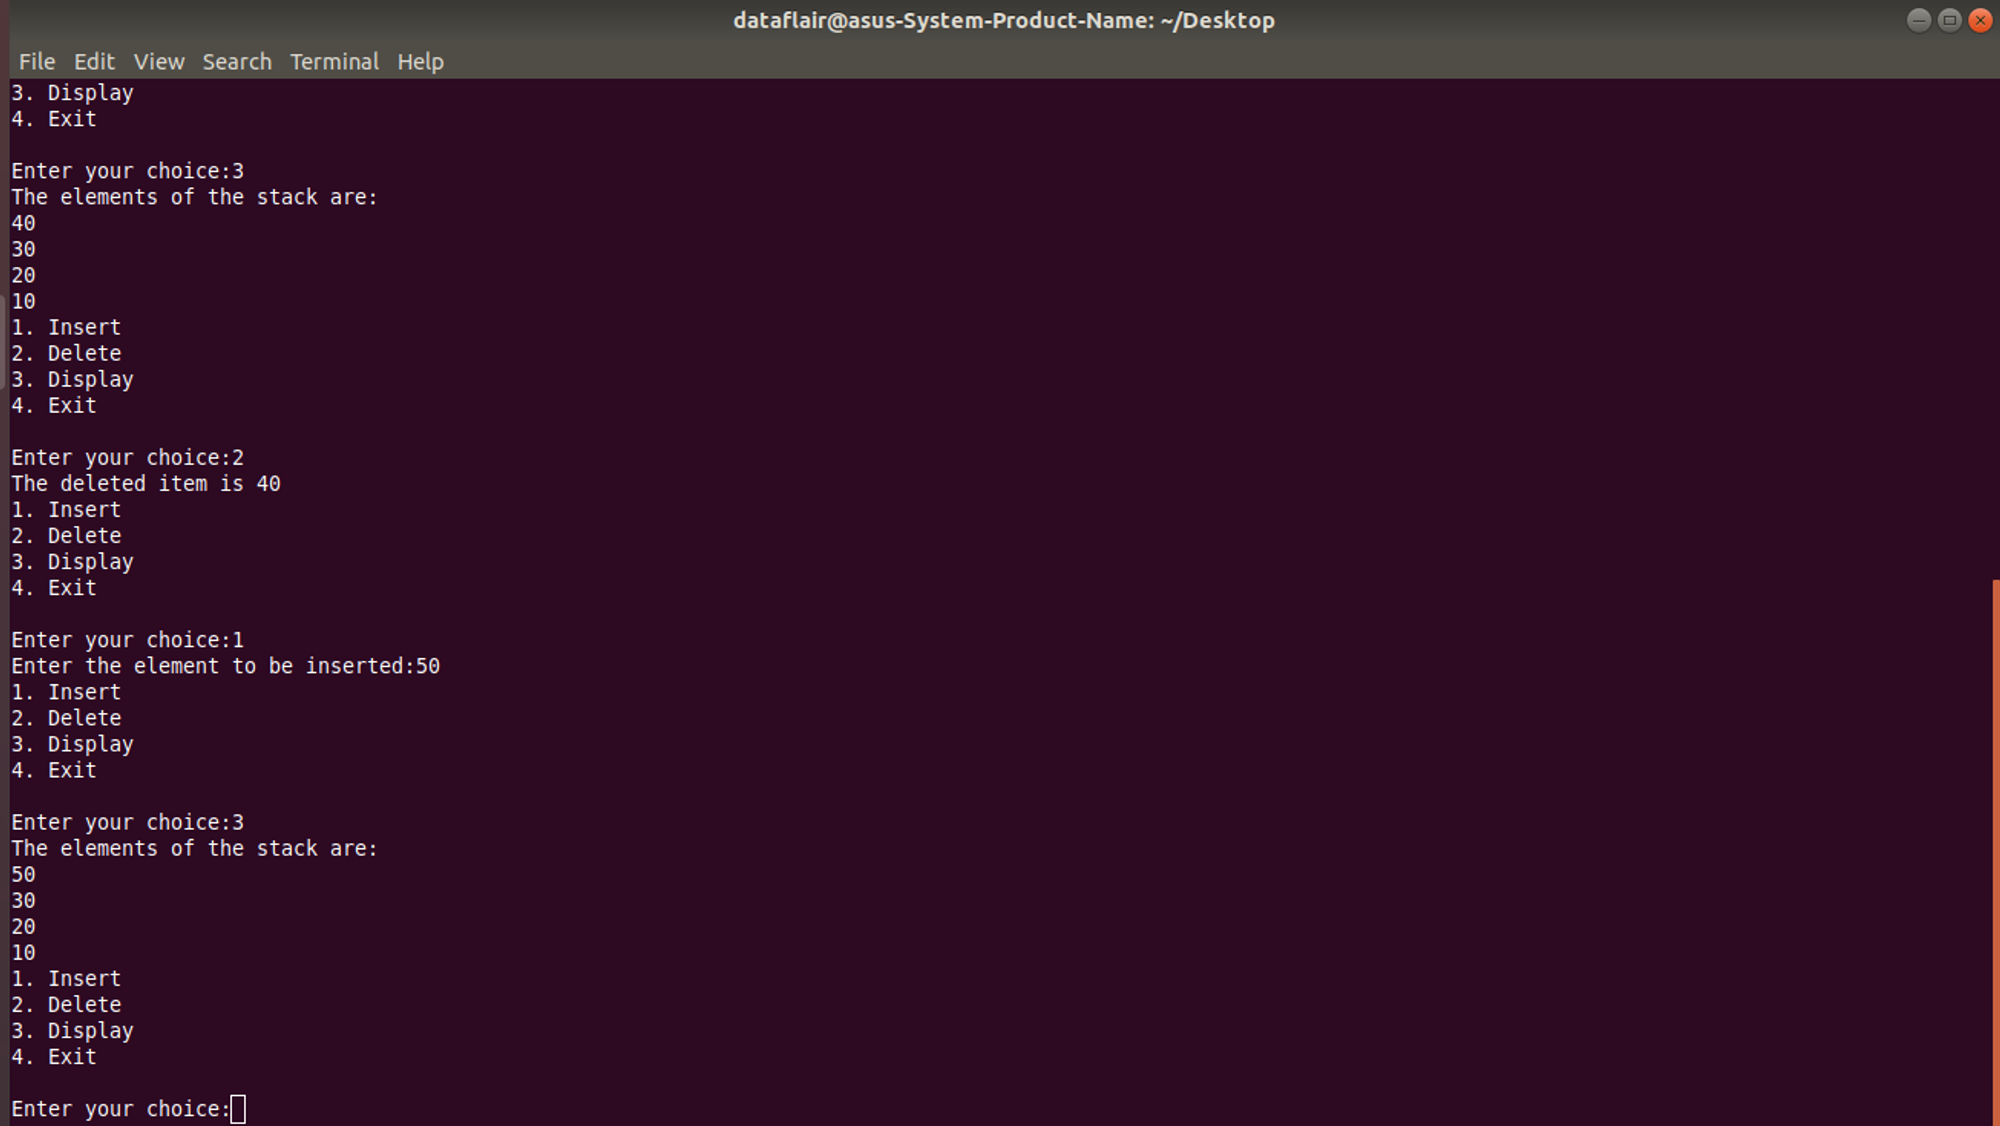 dataflair@asus-System-Product-Name: ~/Desktop
File Edit View Search Terminal Help
3. Display
4. Exit
Enter your choice:3
The elements of the stack are:
40
30
20
10
1. Insert
2. Delete
3. Display
4. Exit
Enter your choice:2
The deleted item is 40
1. Insert
2. Delete
3. Display
4. Exit
Enter your choice:1
Enter the element to be inserted:50
1. Insert
2. Delete
3. Display
4. Exit
Enter your choice:3
The elements of the stack are:
50
30
20
10
1. Insert
2. Delete
3. Display
4. Exit
Enter your choice: